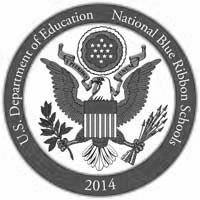 U.S. Department of Education
National Blue Ribbon Schools
2014